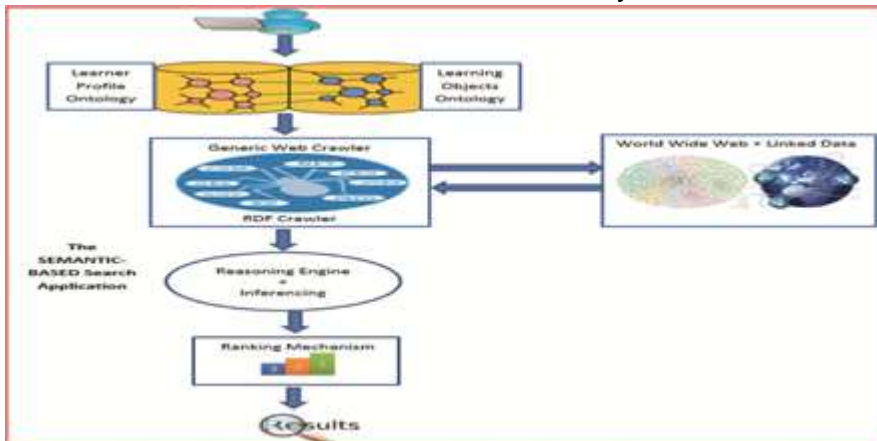 Learner
Profile
Ontology
Learning
Objects
Ontology
Generic Web Crawler
RDF Crawler
World Wide Web + Linked Data
The
SEMANTIC-
BASED Search
Application
Reasoning Engine
+
Inferencing
Ranking Mechanism
Results